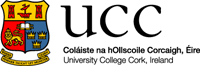 UCC
Coláiste na hOllscoile Corcaigh, Éire
University College Cork, Ireland